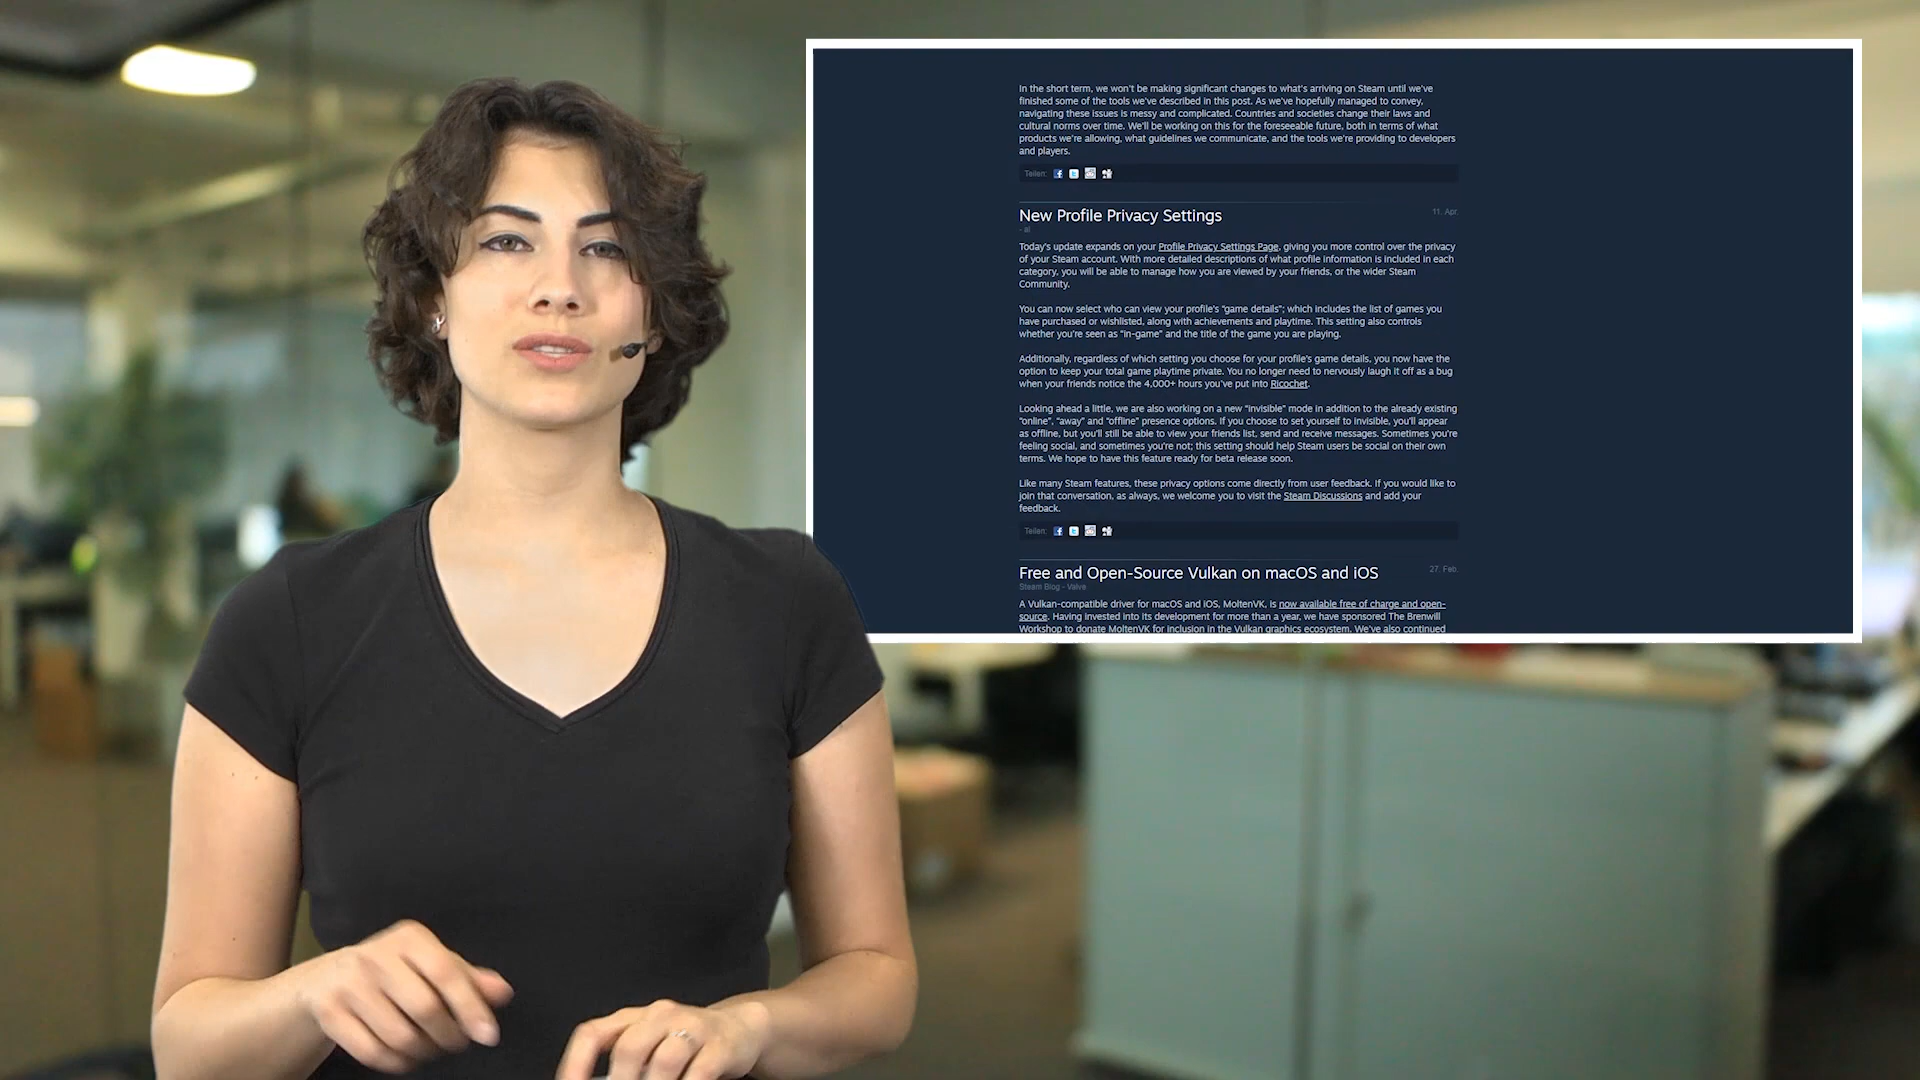 In the short term, we won't be making significant changes to what's arriving on Steam until we've
finished some of the tools we've described in this post. As we've hopefully managed to convey,
navigating these issues is messy and complicated. Countries and societies change their laws and
cultural norms over time. We'll be working on this for the foreseeable future, both in terms of what
products we're allowing, what guidelines we communicate, and the tools we're providing to developers
and players.
Teilen:
New Profile Privacy Settings
11. Apr.
- al
Today's update expands on your Profile Privacy Settings Page, giving you more control over the privacy
of your Steam account. With more detailed descriptions of what profile information is included in each
category, you will be able to manage how you are viewed by your friends, or the wider Steam
Community.
You can now select who can view your profile's "game details"; which includes the list of games you
have purchased or wishlisted, along with achievements and playtime. This setting also controls
whether you're seen as "in-game" and the title of the game you are playing.
Additionally, regardless of which setting you choose for your profile's game details, you now have the
option to keep your total game playtime private. You no longer need to nervously laugh it off as a bug
when your friends notice the 4,000+ hours you've put into Ricochet.
Looking ahead a little, we are also working on a new "invisible" mode in addition to the already existing
"online", "away" and "offline" presence options. If you choose to set yourself to invisible, you'll appear
as offline, but you'll still be able to view your friends list, send and receive messages. Sometimes you're
feeling social, and sometimes you're not; this setting should help Steam users be social on their own
terms. We hope to have this feature ready for beta release soon.
Like many Steam features, these privacy options come directly from user feedback. If you would like to
join that conversation, as always, we welcome you to visit the Steam Discussions and add your
feedback.
Teilen:
Free and Open-Source Vulkan on macOS and iOS
27. Feb.
Steam Blog - Valve
A Vulkan-compatible driver for macOS and iOS, MoltenVK, is now available free of charge and open-
source. Having invested into its development for more than a year, we have sponsored The Brenwill
Workshop to donate MoltenVK for inclusion in the Vulkan graphics ecosystem. We've also continued